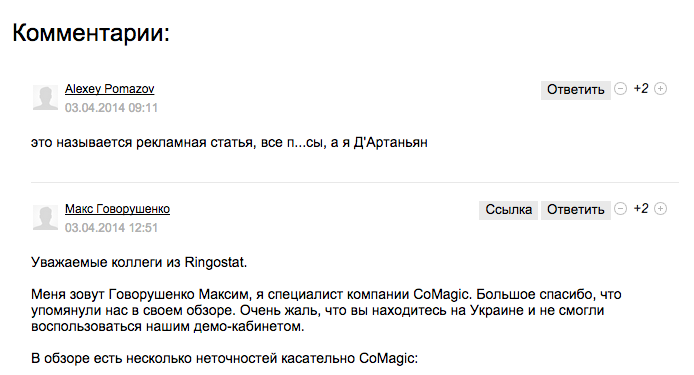 Комментарии:
Alexey Pomazov
Ответить
+2
03.04.2014 09:11
это называется рекламная статья, все п...сы, а я Д'Артаньян
Макс Говорушенко
Ссылка Ответить
+2
03.04.2014 12:51
Уважаемые коллеги из Ringostat.
Меня зовут Говорушенко Максим, я специалист компании CoMagic. Большое спасибо, что
упомянули нас в своем обзоре. Очень жаль, что вы находитесь на Украине и не смогли
воспользоваться нашим демо-кабинетом.
В обзоре есть несколько неточностей касательно CoMagic: